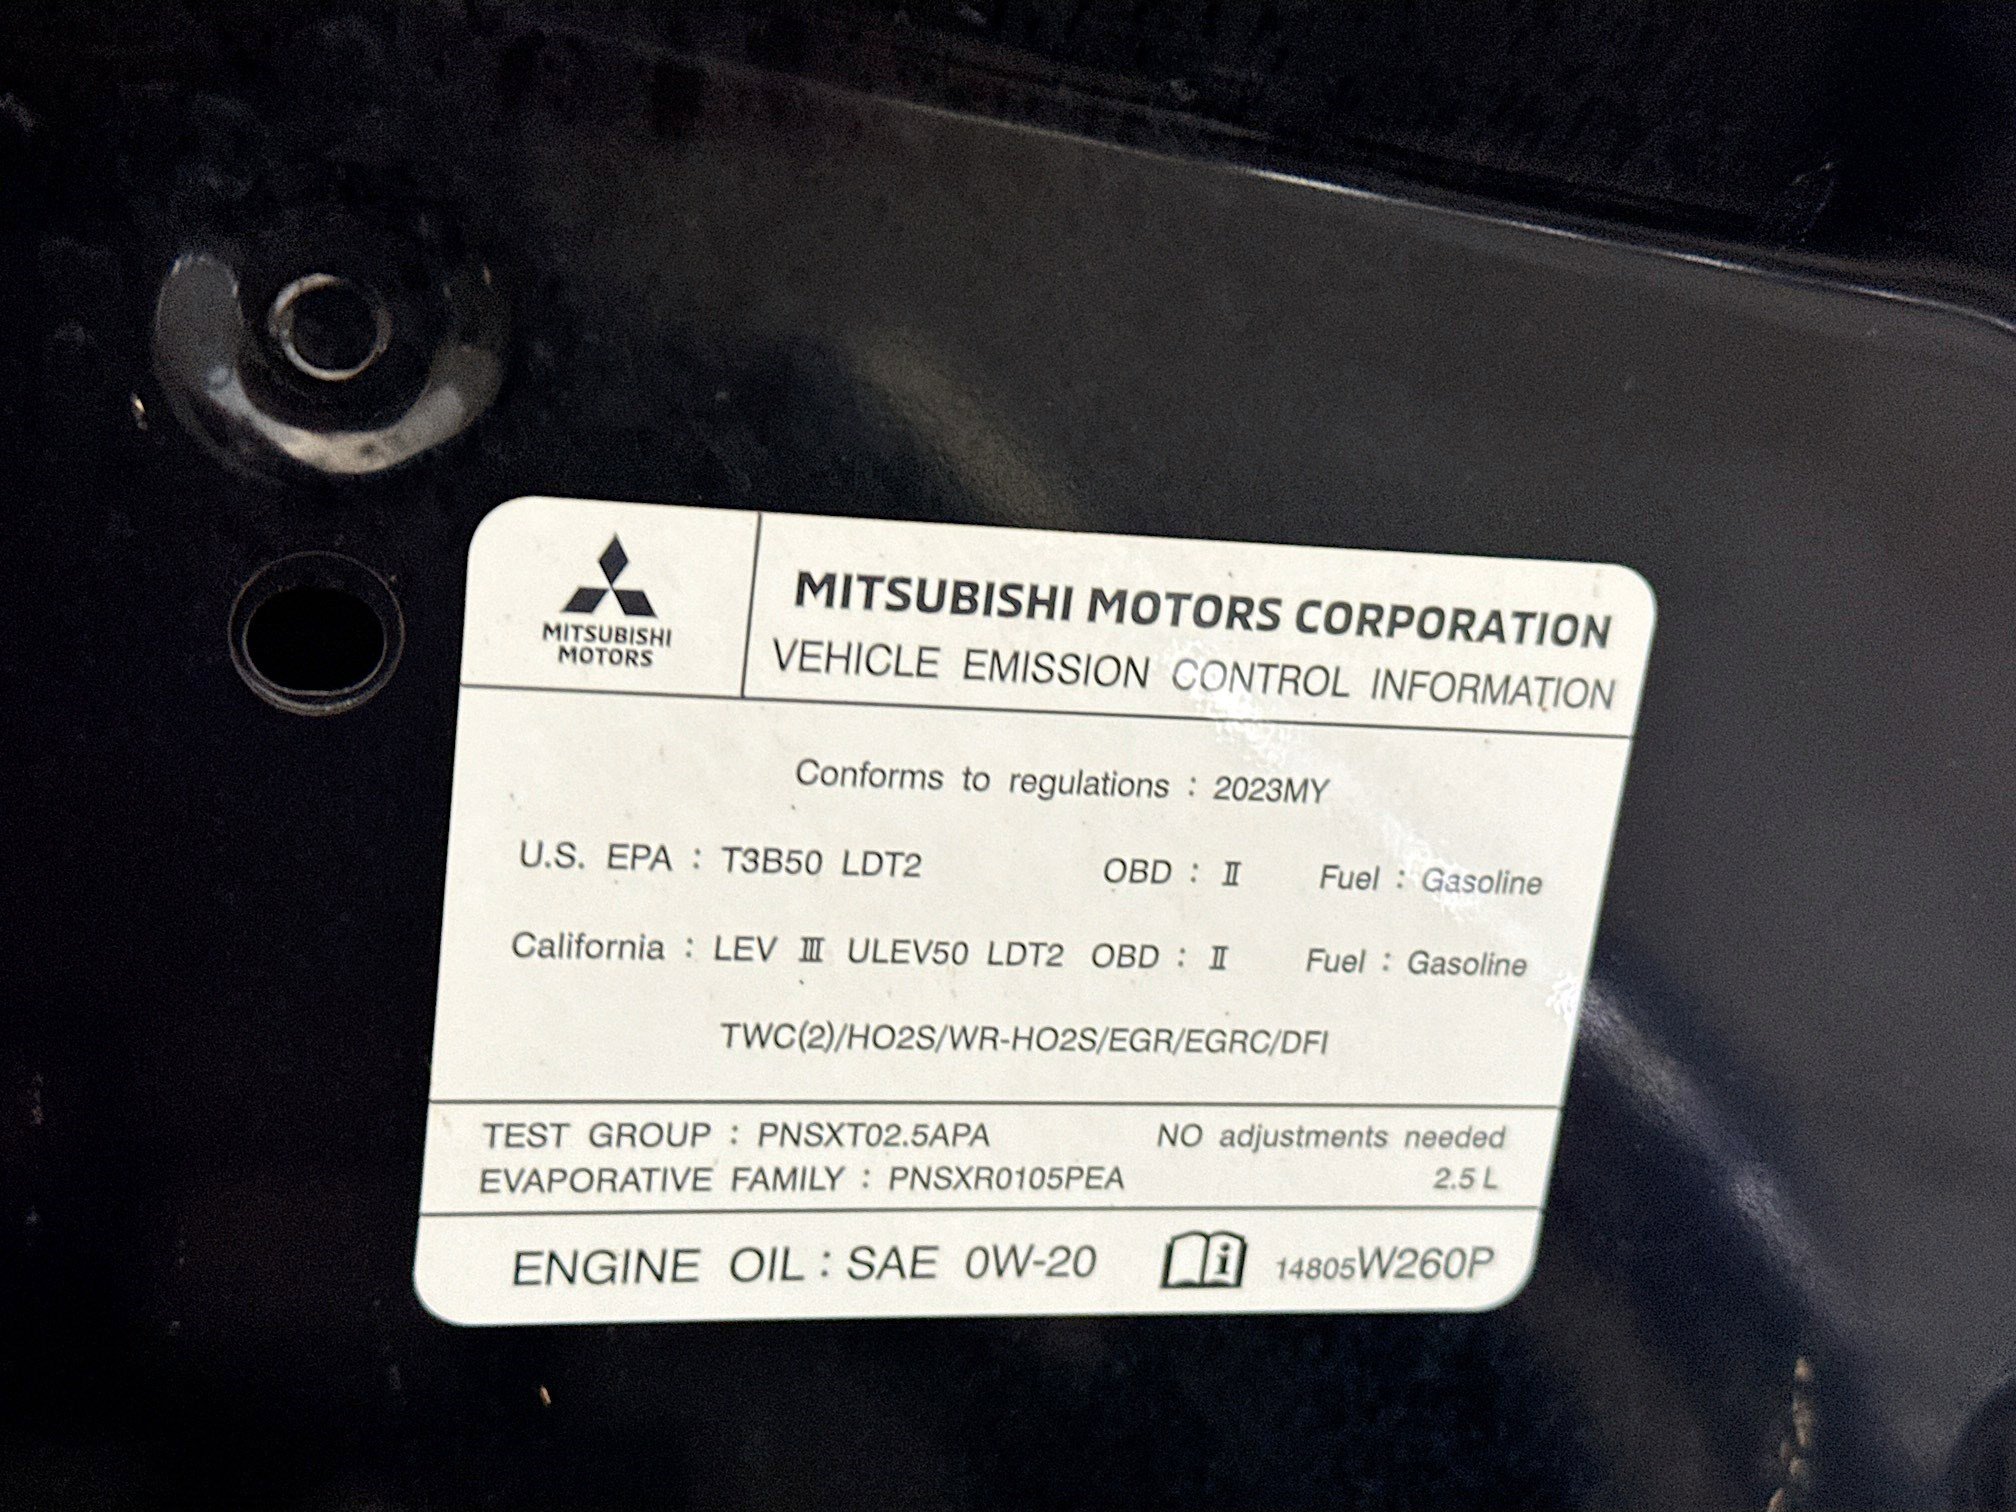 MITSUBISHI
MOTORS
MITSUBISHI MOTORS CORPORATION
VEHICLE EMISSION CONTROL INFORMATION
Conforms to regulations : 2023MY
U.S. EPA : T3B50 LDT2 OBD : Ⅱ Fuel : Gasoline
California : LEV Ⅲ ULEV50 LDT2 OBD : Ⅱ Fuel : Gasoline
TWC(2)/HO2S/WR-HO2S/EGR/EGRC/DFI
TEST GROUP : PNSXT02.5APA NO adjustments needed
EVAPORATIVE FAMILY : PNSXR0105PEA 2.5 L
ENGINE OIL : SAE 0W-20 i 14805W260P